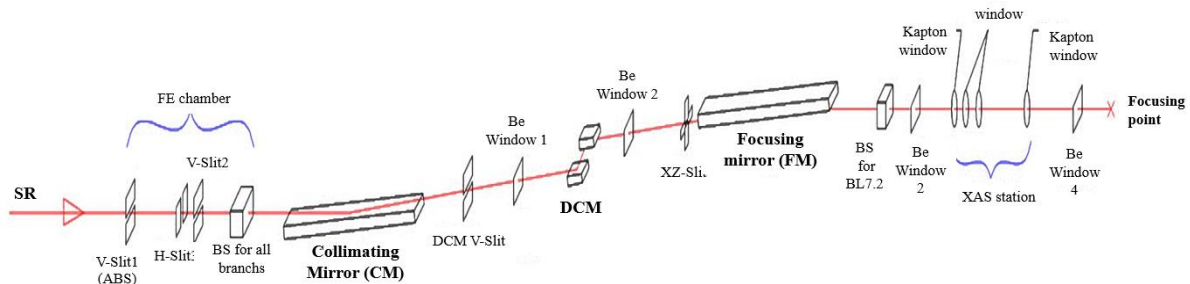 window
Kapton
window
Kapton
window
Be
Window 2
FE chamber
Be
Window 1
V-Slit2
Focusing
point
Focusing
mirror (FM)
BS
for
BL7.2
Be
Window
2
XZ-Sli
Be
Window
4
XAS station
SR
DCM
DCM V-Slit
H-Slit
BS for all
branchs
Collimating
Mirror (CM)
V-Slit1
(ABS)